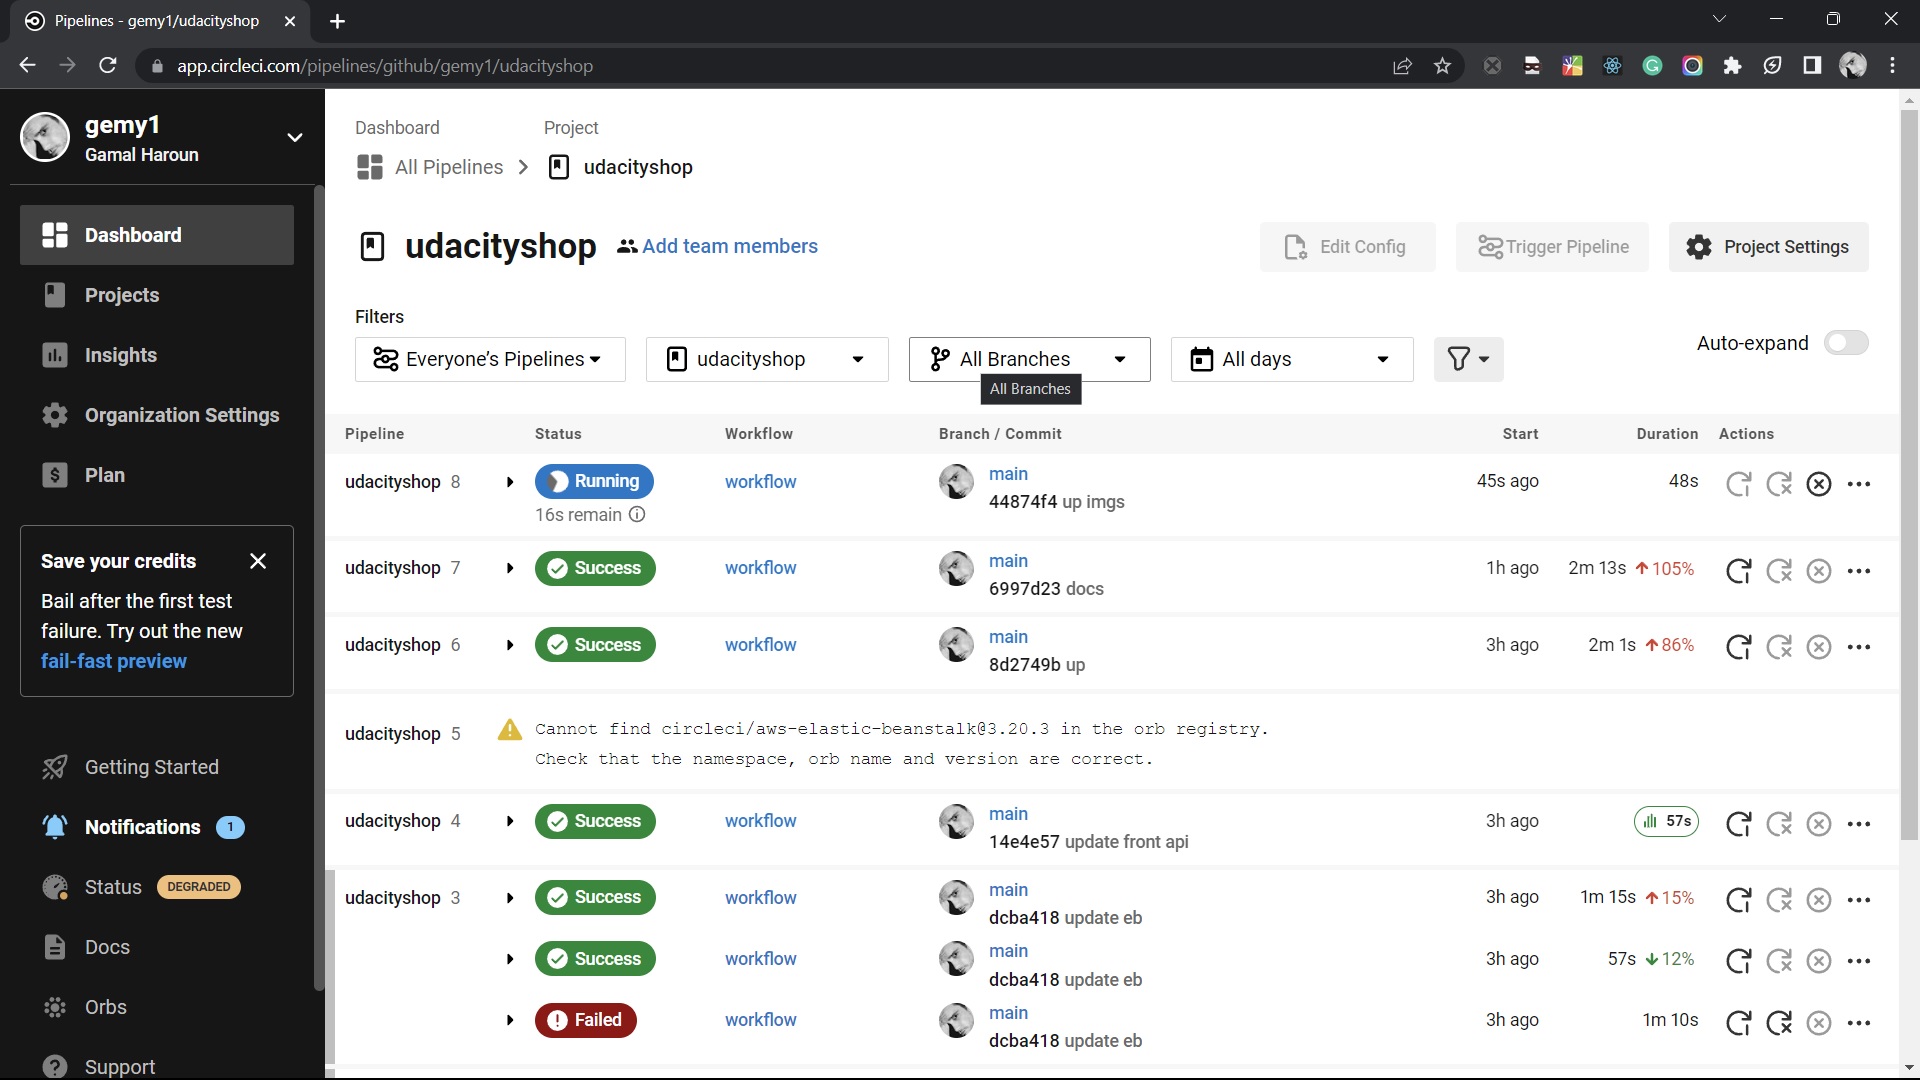 Pipelines - gemy1/udacityshop
app.circleci.com/pipelines/github/gemy1/udacityshop
gemy1
Gamal Haroun
Dashboard
Projects
Insights
Organization Settings
Plan
Save your credits
Bail after the first test
failure. Try out the new
fail-fast preview
Getting Started
Notifications 1
Status DEGRADED
Docs
Orbs
Support
Dashboard Project
All Pipelines udacityshop
udacityshop Add team members
Edit Config Trigger Pipeline Project Settings
Filters
Everyone's Pipelines udacityshop All Branches All days
Auto-expand
All Branches
Pipeline Status Workflow Branch / Commit Start Duration Actions
udacityshop 8 Running workflow main 45s ago 48s
16s remain 44874f4 up imgs
udacityshop 7 Success workflow main 1h ago 2m 13s 105%
6997d23 docs
udacityshop 6 Success workflow main 3h ago 2m 1s 86%
8d2749b up
udacityshop 5 Cannot find circleci/aws-elastic-beanstalk@3.20.3 in the orb registry.
Check that the namespace, orb name and version are correct.
udacityshop 4 Success workflow main 3h ago 57s
14e4e57 update front api
udacityshop 3 Success workflow main 3h ago 1m 15s 15%
dcba418 update eb
Success workflow main 3h ago 57s 12%
dcba418 update eb
Failed workflow main 3h ago 1m 10s
dcba418 update eb